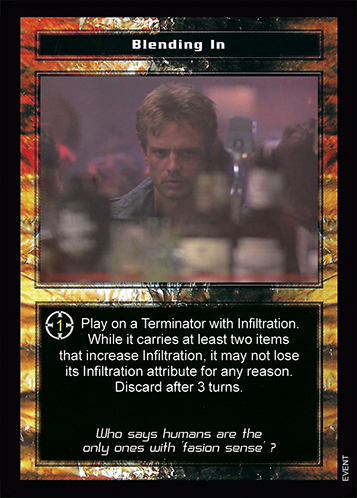 Blending In
1 Play on a Terminator with Infiltration.
While it carries at least two items
that increase Infiltration, it may not lose
its Infiltration attribute for any reason.
Discard after 3 turns.
Who says humans are the
only ones with 'fasion sense' ?
EVENT